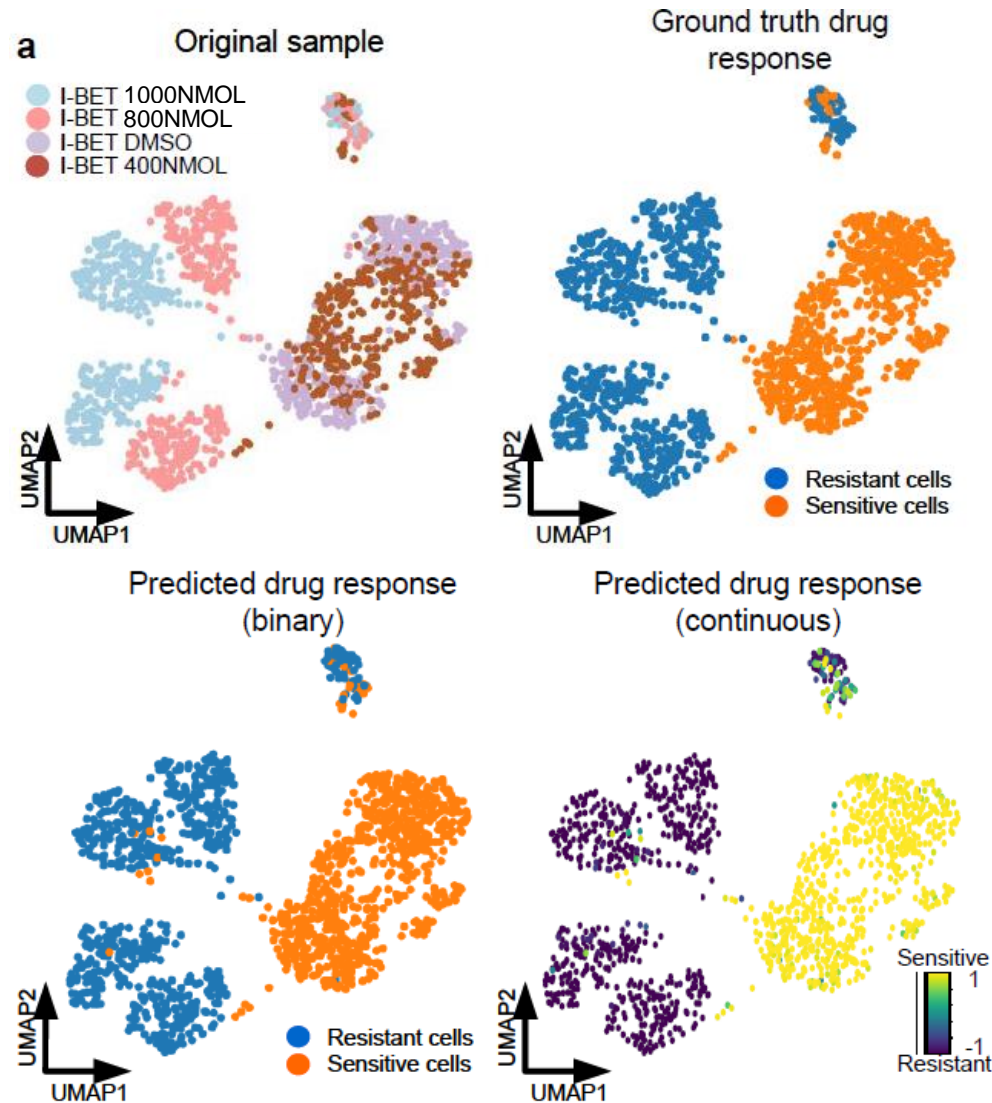 a
Original sample
I-BET 1000NMOL
I-BET 800NMOL
I-BET DMSO
I-BET 400NMOL
UMAP2
UMAP1
Ground truth drug
response
Resistant cells
Sensitive cells
UMAP2
UMAP1
Predicted drug response
(binary)
Resistant cells
Sensitive cells
UMAP2
UMAP1
Predicted drug response
(continuous)
Sensitive
1
-1
Resistant
UMAP2
UMAP1